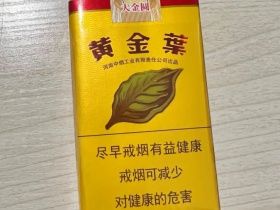 大金圆
黄金葉
河南中烟工业有限责任公司出品
尽早戒烟有益健康
戒烟可减少
对健康的危害